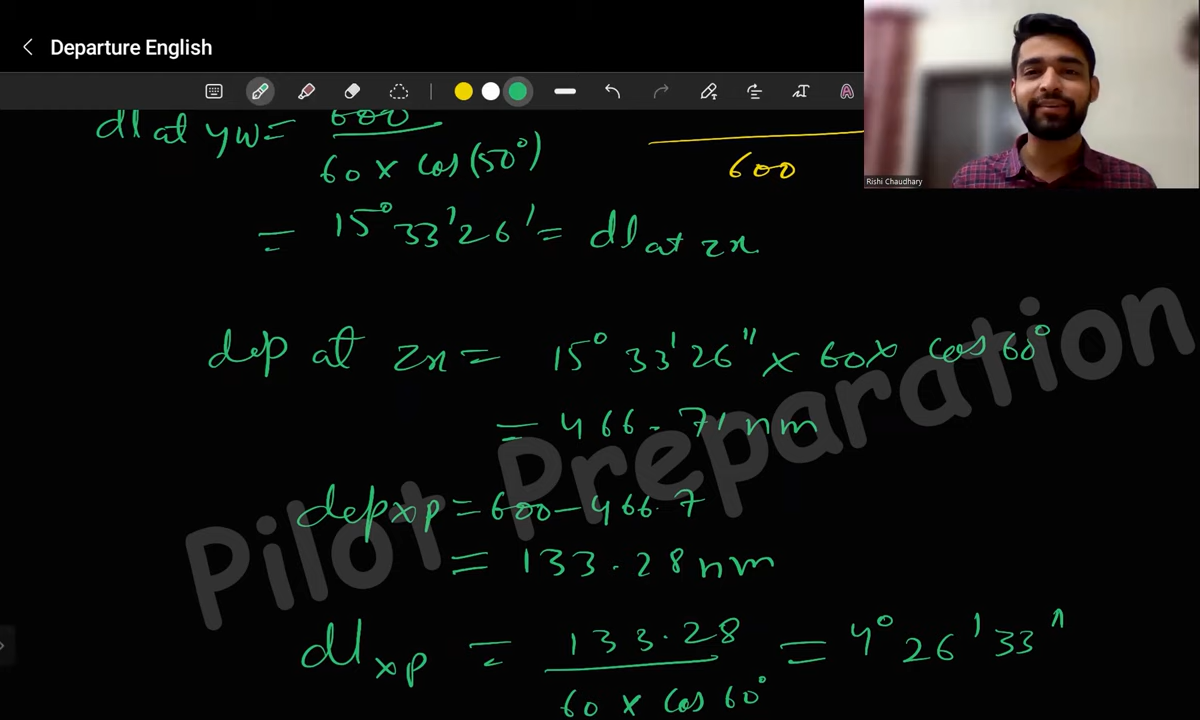 Departure English
Rishi Chaudhary
dl at yw = 600
60 x cos (50°)
600
= 15° 33' 26' = dl at zx
dep at zx = 15° 33' 26" x 60 x cos 60°
= 466.71 nm
dep xp = 600 - 466.7
= 133.28 nm
dl xp = 133.28 = 4° 26' 33"
60 x cos 60°
Pilot Preparation